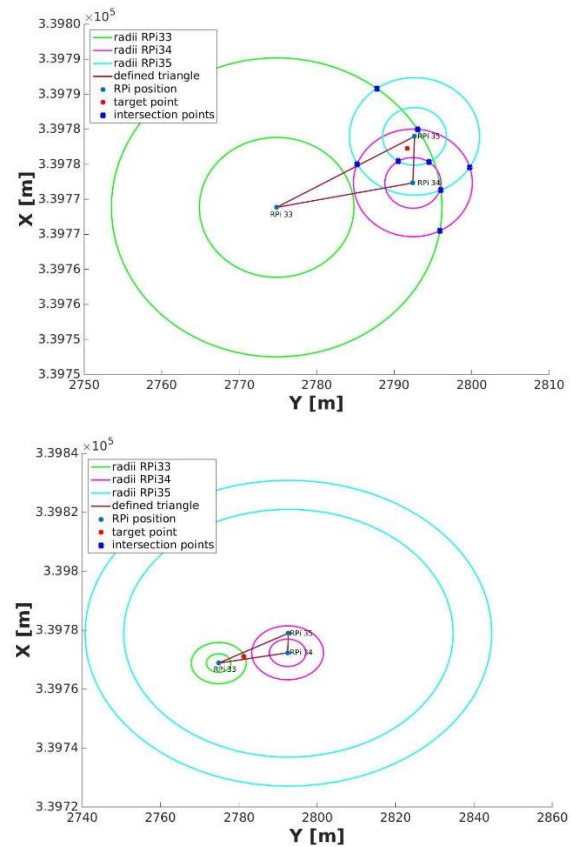 ×10⁵
3.3980
radii RPi33
radii RPi34
radii RPi35
defined triangle
RPi position
target point
intersection points
3.3979
3.3979
3.3978
3.3978
3.3977
3.3977
3.3976
3.3976
3.3975
3.3975
X [m]
RPi 35
RPi 34
RPi 33
2750 2760 2770 2780 2790 2800 2810
Y [m]
×10⁵
3.3984
radii RPi33
radii RPi34
radii RPi35
defined triangle
RPi position
target point
intersection points
3.3982
3.398
3.3978
3.3976
3.3974
3.3972
X [m]
RPi 35
RPi 34
RPi 33
2740 2760 2780 2800 2820 2840 2860
Y [m]